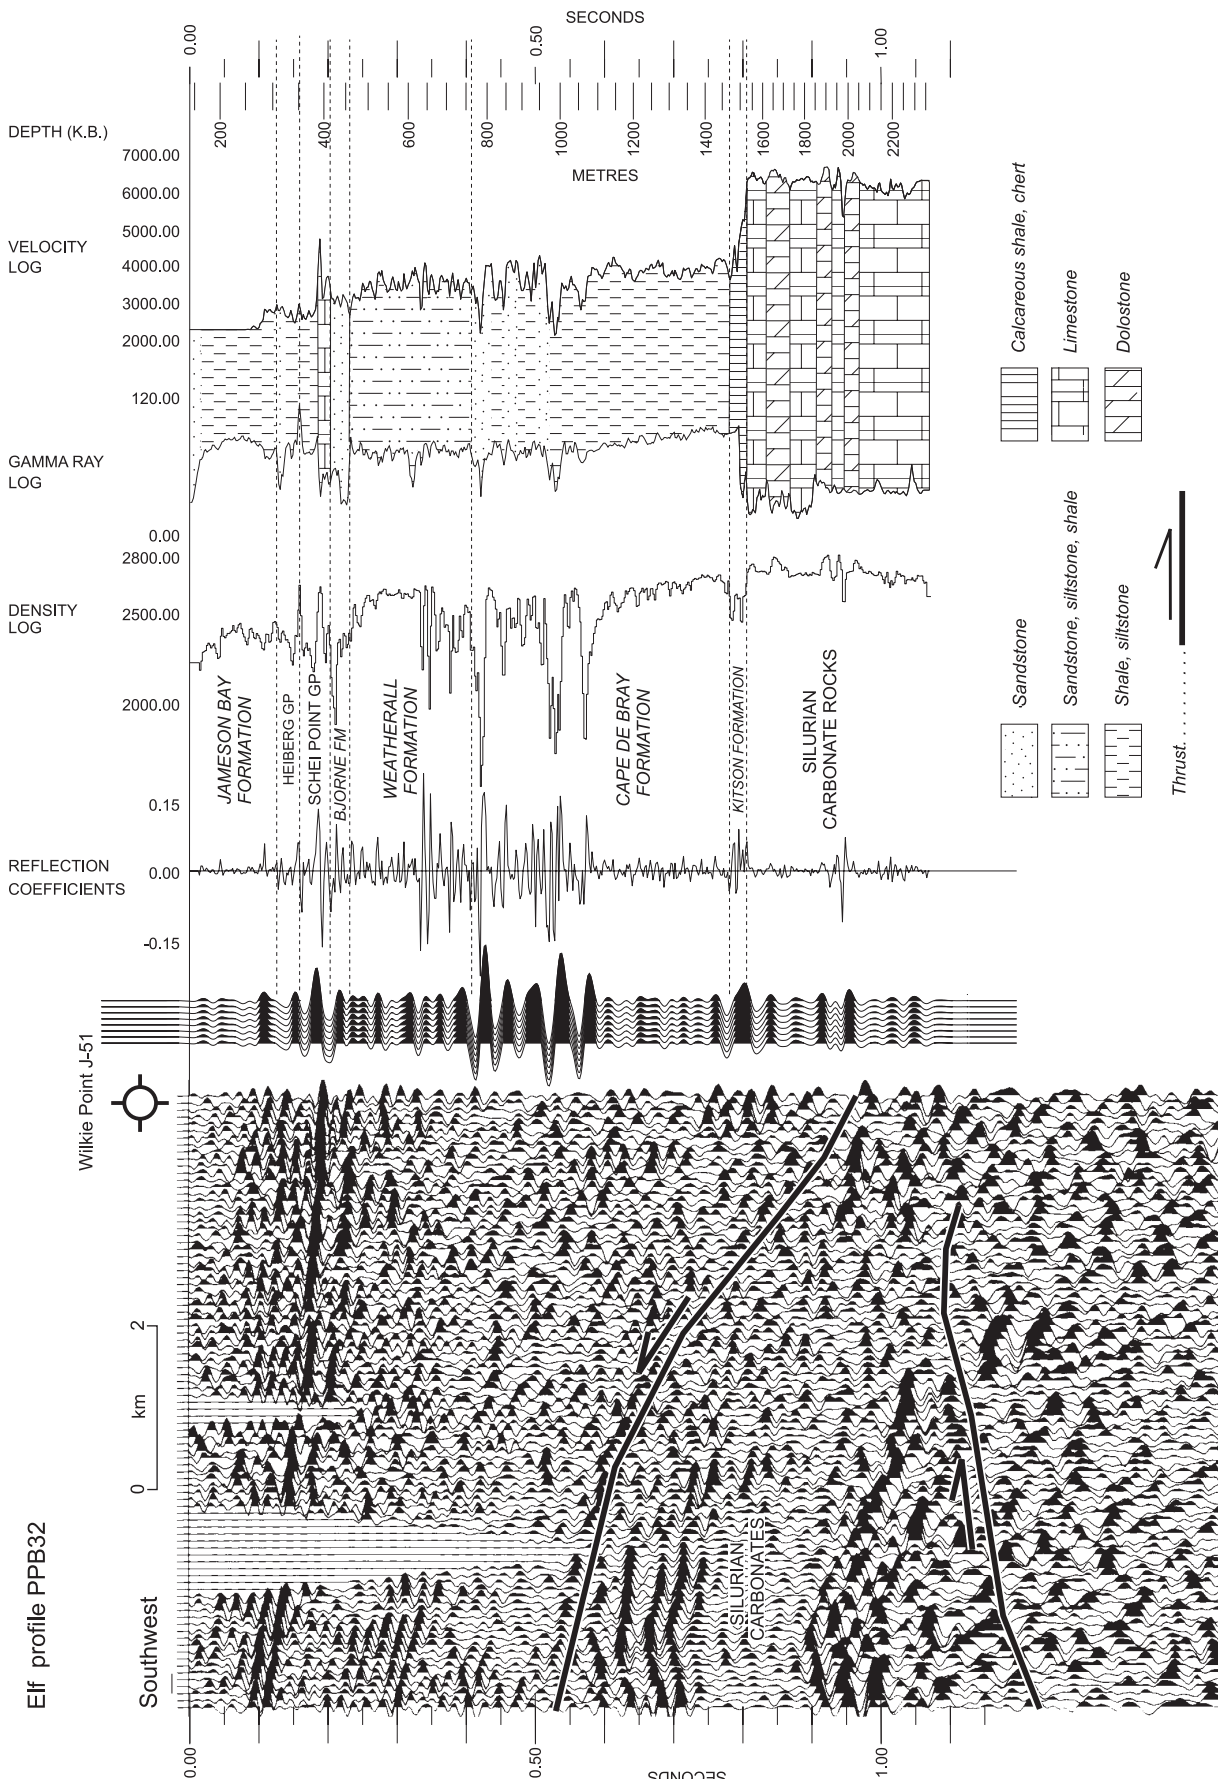 SECONDS
0.00
0.50
1.00
DEPTH (K.B.)
200
400
600
800
1000
1200
1400
1600
1800
2000
2200
METRES
7000.00
6000.00
5000.00
4000.00
3000.00
2000.00
VELOCITY
LOG
120.00
GAMMA RAY
LOG
0.00
2800.00
2500.00
2000.00
DENSITY
LOG
JAMESON BAY
FORMATION
HEIBERG GP
SCHEI POINT GP
BJORNE FM
WEATHERALL
FORMATION
CAPE DE BRAY
FORMATION
KITSON FORMATION
SILURIAN
CARBONATE ROCKS
0.15
0.00
-0.15
REFLECTION
COEFFICIENTS
Calcareous shale, chert
Limestone
Dolostone
Sandstone
Sandstone, siltstone, shale
Shale, siltstone
Thrust
Wilkie Point J-51
2
km
0
Elf profile PPB32
Southwest
SILURIAN
CARBONATES
0.00
0.50
1.00
SECONDS